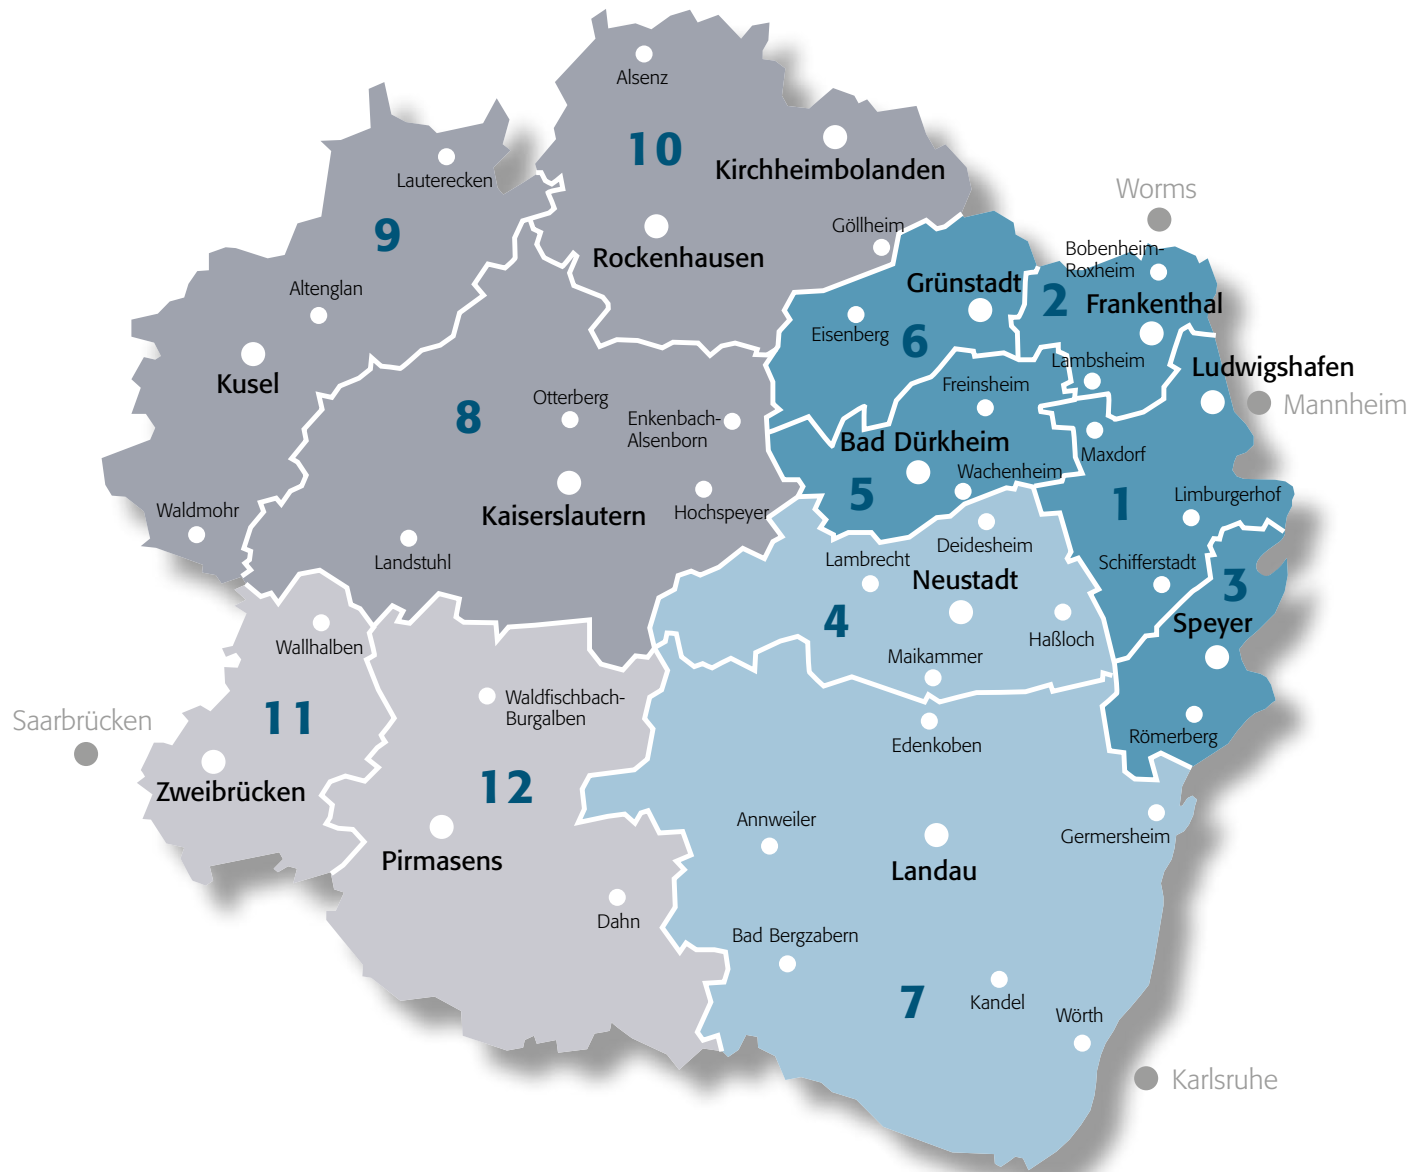 Alsenz
10
Kirchheimbolanden
Lauterecken
Worms
9
Göllheim
Rockenhausen
Bobenheim-
Roxheim
Grünstadt
Altenglan
2
Frankenthal
Eisenberg
6
Lambsheim
Ludwigshafen
Kusel
Freinsheim
Otterberg
Mannheim
8
Enkenbach-
Alsenborn
Bad Dürkheim
Maxdorf
Wachenheim
5
Limburgerhof
1
Waldmohr
Kaiserslautern
Hochspeyer
Deidesheim
Landstuhl
Lambrecht
Schifferstadt
Neustadt
3
4
Speyer
Haßloch
Wallhalben
Maikammer
Waldfischbach-
Burgalben
11
Saarbrücken
Edenkoben
Römerberg
Zweibrücken
12
Annweiler
Germersheim
Pirmasens
Landau
Dahn
Bad Bergzabern
7
Kandel
Wörth
Karlsruhe